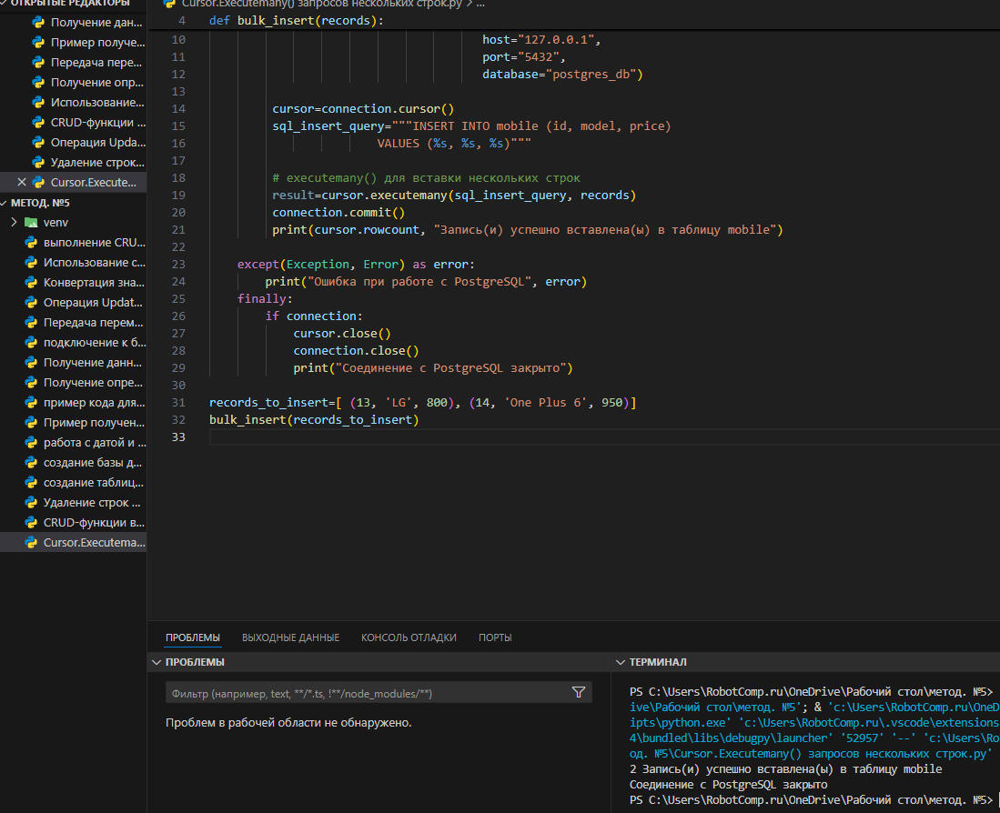 ОТКРЫТЫЕ РЕДАКТОРЫ
Получение дан...
Пример получе...
Передача пере...
Получение опр...
Использование...
CRUD-функции ...
Операция Upda...
Удаление строк...
Cursor.Execute...
МЕТОД. №5
venv
выполнение CRU...
Использование с...
Конвертация зна...
Операция Updat...
Передача перем...
подключение к б...
Получение данн...
Получение опре...
пример кода для...
Пример получен...
работа с датой и ...
создание базы д...
создание таблиц...
Удаление строк ...
CRUD-функции в...
Cursor.Executema...
Cursor.Executemany() запросов нескольких строк.py > ...
4 def bulk_insert(records):
10 host="127.0.0.1",
11 port="5432",
12 database="postgres_db")
13
14 cursor=connection.cursor()
15 sql_insert_query="""INSERT INTO mobile (id, model, price)
16 VALUES (%s, %s, %s)"""
17
18 # executemany() для вставки нескольких строк
19 result=cursor.executemany(sql_insert_query, records)
20 connection.commit()
21 print(cursor.rowcount, "Запись(и) успешно вставлена(ы) в таблицу mobile")
22
23 except(Exception, Error) as error:
24 print("Ошибка при работе с PostgreSQL", error)
25 finally:
26 if connection:
27 cursor.close()
28 connection.close()
29 print("Соединение с PostgreSQL закрыто")
30
31 records_to_insert=[ (13, 'LG', 800), (14, 'One Plus 6', 950)]
32 bulk_insert(records_to_insert)
33
ПРОБЛЕМЫ ВЫХОДНЫЕ ДАННЫЕ КОНСОЛЬ ОТЛАДКИ ПОРТЫ
ПРОБЛЕМЫ
Фильтр (например, text, **/*.ts, !**/node_modules/**)
Проблем в рабочей области не обнаружено.
ТЕРМИНАЛ
PS C:\Users\RobotComp.ru\OneDrive\Рабочий стол\метод. №5>
ive\Рабочий стол\метод. №5'; & 'c:\Users\RobotComp.ru\OneD
ipts\python.exe' 'c:\Users\RobotComp.ru\.vscode\extensions
4\bundled\libs\debugpy\launcher' '52957' '--' 'c:\Users\Ro
од. №5\Cursor.Executemany() запросов нескольких строк.py'
2 Запись(и) успешно вставлена(ы) в таблицу mobile
Соединение с PostgreSQL закрыто
PS C:\Users\RobotComp.ru\OneDrive\Рабочий стол\метод. №5>